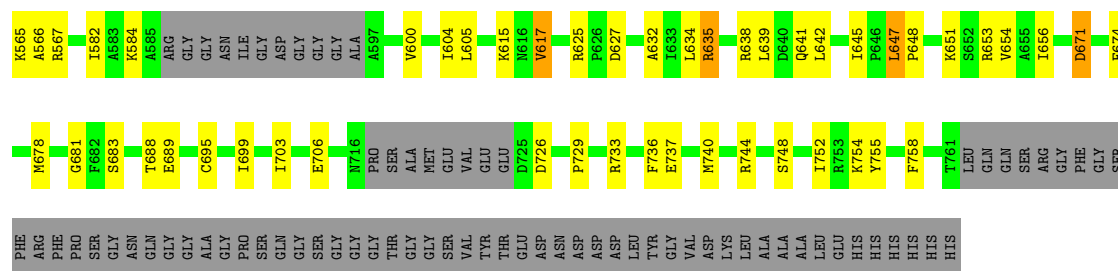 K565 A566 R567 I582 A583 K584 A585 ARG GLY GLY ASN ILE GLY ASP GLY GLY GLY ALA A597 V600 I604 L605 K615 N616 V617 R625 P626 D627 A632 I633 L634 R635 R638 L639 D640 Q641 L642 I645 P646 L647 P648 K651 S652 R653 V654 A655 I656 D671 E674
M678 G681 F682 S683 T688 E689 C695 I699 I703 E706 N716 PRO SER ALA MET GLU VAL GLU GLU D725 D726 P729 R733 F736 E737 M740 R744 S748 I752 R753 K754 Y755 F758 T761 LEU GLN GLN SER ARG GLY PHE GLY SER
PHE ARG PHE PRO SER GLY ASN GLN GLY GLY ALA GLY PRO SER GLN GLY SER GLY GLY GLY THR GLY GLY SER VAL TYR THR GLU ASP ASN ASP ASP ASP LEU TYR GLY VAL ASP LYS LEU ALA ALA ALA LEU GLU HIS HIS HIS HIS HIS HIS